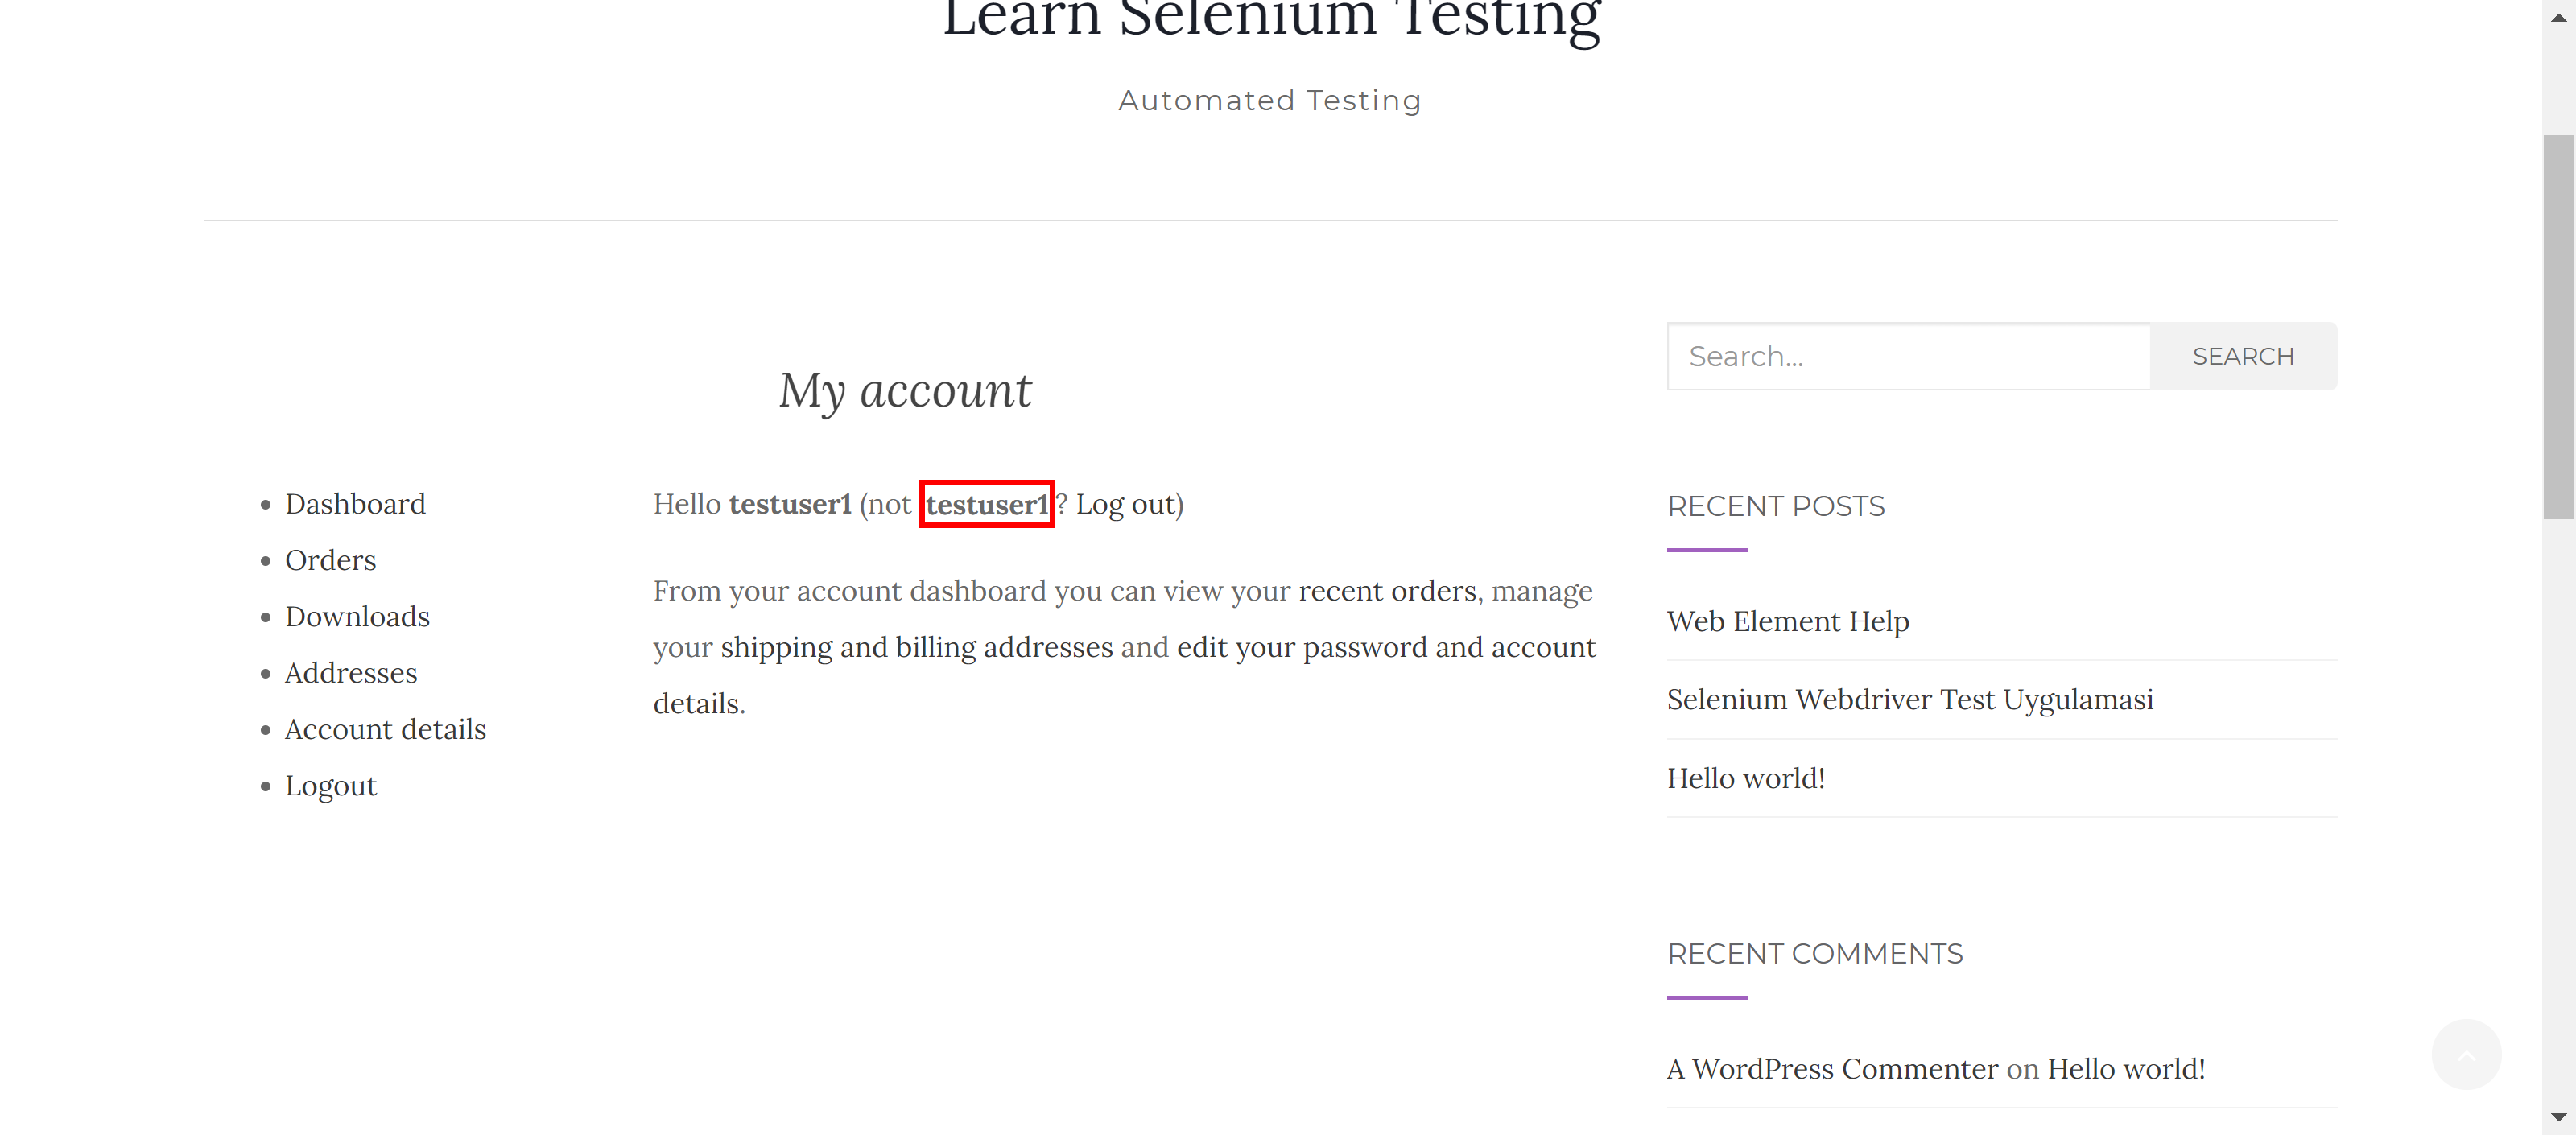 Learn Selenium Testing
Automated Testing
My account
Dashboard
Orders
Downloads
Addresses
Account details
Logout
Hello testuser1 (not testuser1? Log out)
From your account dashboard you can view your recent orders, manage
your shipping and billing addresses and edit your password and account
details.
Search...
SEARCH
RECENT POSTS
Web Element Help
Selenium Webdriver Test Uygulamasi
Hello world!
RECENT COMMENTS
A WordPress Commenter on Hello world!